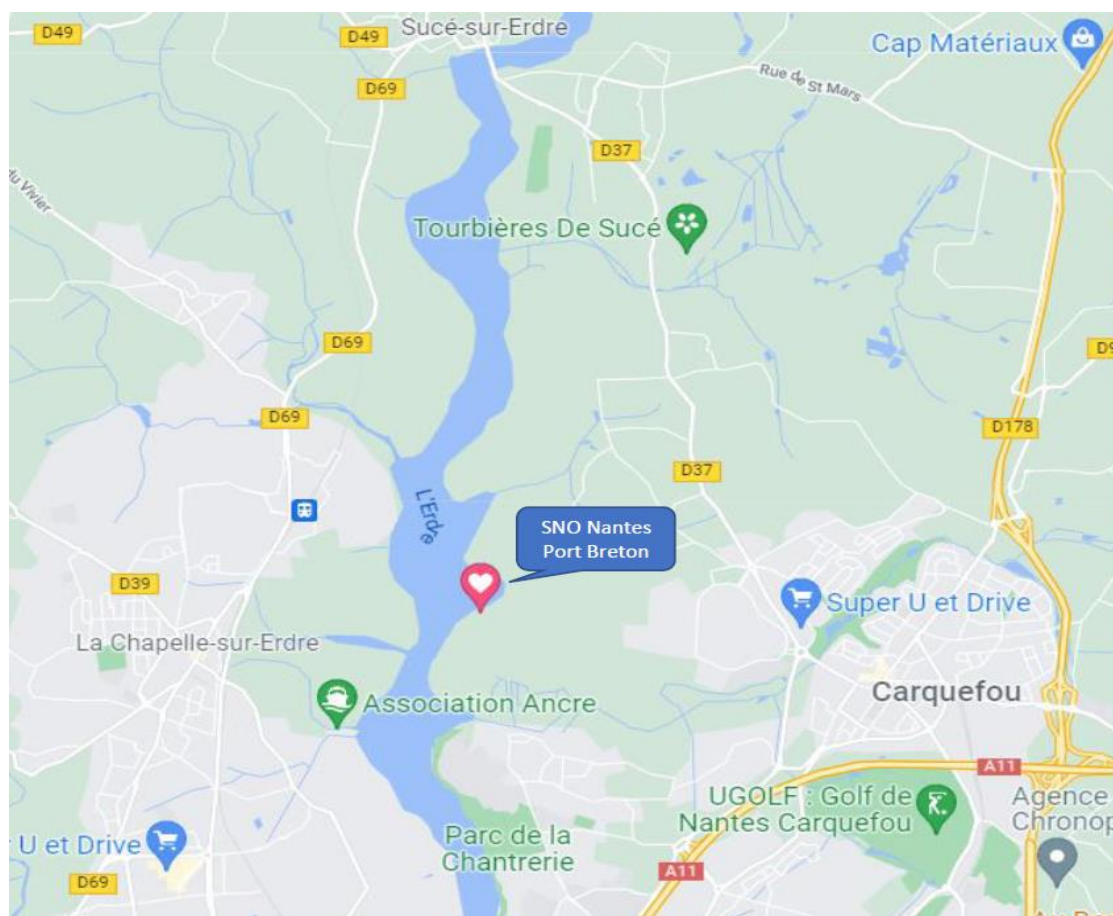 D49
Sucé-sur-Erdre
D49
Cap Matériaux
D69
Rue de St Mars
D37
du Vivier
Tourbières De Sucé
D69
D9
D69
D178
D37
L'Erdre
SNO Nantes
Port Breton
D39
Super U et Drive
La Chapelle-sur-Erdre
Carquefou
Association Ancre
A11
UGOLF : Golf de
Nantes Carquefou
Agence
Chronop
Parc de la
Chantrerie
U et Drive
A11
D69